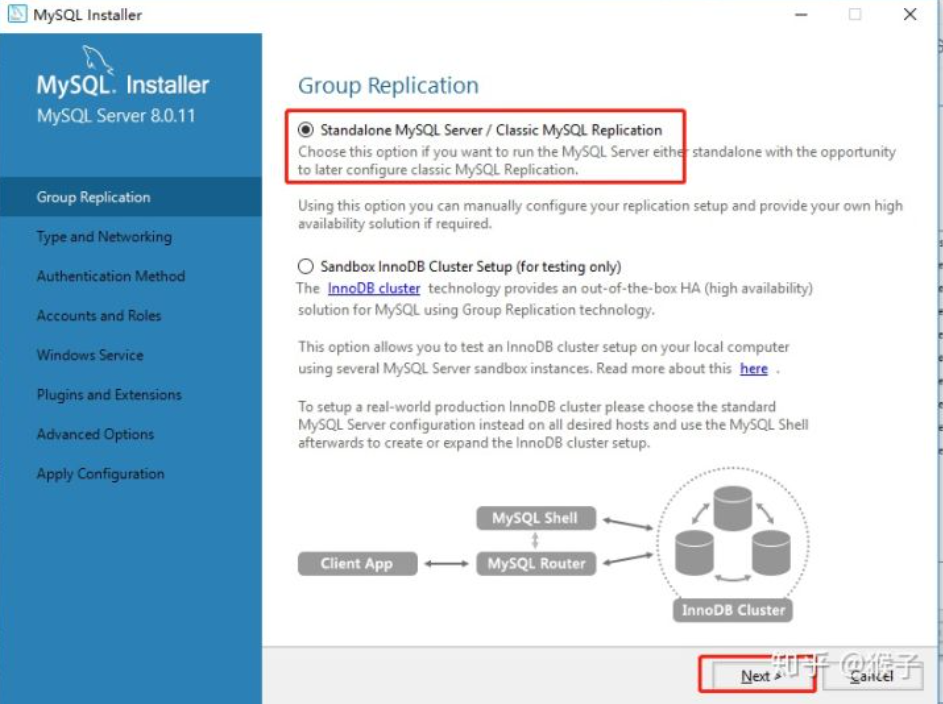 MySQL Installer
MySQL. Installer
MySQL Server 8.0.11
Group Replication
Type and Networking
Authentication Method
Accounts and Roles
Windows Service
Plugins and Extensions
Advanced Options
Apply Configuration
Group Replication
Standalone MySQL Server / Classic MySQL Replication
Choose this option if you want to run the MySQL Server either standalone with the opportunity
to later configure classic MySQL Replication.
Using this option you can manually configure your replication setup and provide your own high
availability solution if required.
Sandbox InnoDB Cluster Setup (for testing only)
The InnoDB cluster technology provides an out-of-the-box HA (high availability)
solution for MySQL using Group Replication technology.
This option allows you to test an InnoDB cluster setup on your local computer
using several MySQL Server sandbox instances. Read more about this here .
To setup a real-world production InnoDB cluster please choose the standard
MySQL Server configuration instead on all desired hosts and use the MySQL Shell
afterwards to create or expand the InnoDB cluster setup.
MySQL Shell
Client App
MySQL Router
InnoDB Cluster
知乎 @猴子
Next >
Cancel